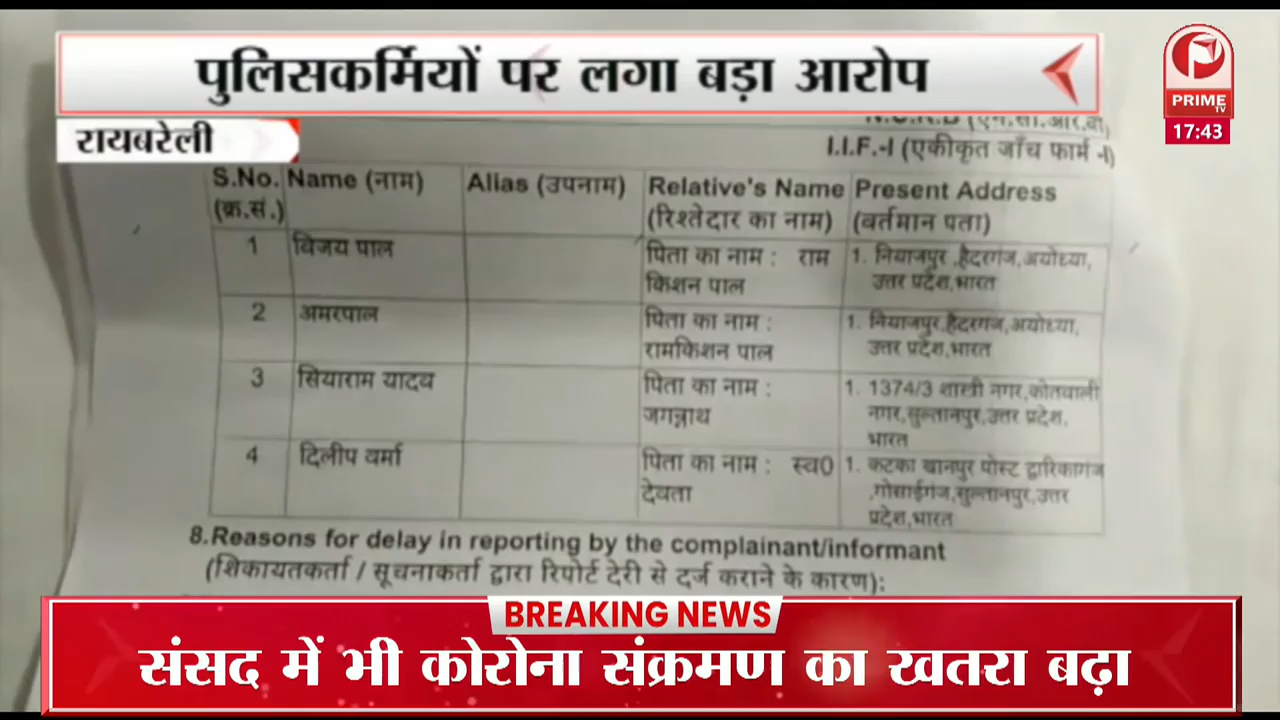 पुलिसकर्मियों पर लगा बड़ा आरोप
PRIME
TV
17:43
रायबरेली
N.C.R.B (एन.सी.आर.बी)
I.I.F.-I (एकीकृत जाँच फार्म -I)
S.No. Name (नाम) Alias (उपनाम) Relative's Name Present Address
(क्र.सं.) (रिश्तेदार का नाम) (वर्तमान पता)
1 विजय पाल पिता का नाम : राम 1. नियाजपुर ,हैदरगंज,अयोध्या,
किशन पाल उत्तर प्रदेश,भारत
2 अमरपाल पिता का नाम : 1. नियाजपुर,हैदरगंज,अयोध्या,
रामकिशन पाल उत्तर प्रदेश,भारत
3 सियाराम यादव पिता का नाम : 1. 1374/3 शास्त्री नगर,कोतवाली
जगन्नाथ नगर,सुल्तानपुर,उत्तर प्रदेश,
भारत
4 दिलीप वर्मा पिता का नाम : स्व0 1. कटका खानपुर पोस्ट द्वारिकागंज
देवता ,गोसाईगंज,सुल्तानपुर,उत्तर
प्रदेश,भारत
8.Reasons for delay in reporting by the complainant/informant
(शिकायतकर्ता / सूचनाकर्ता द्वारा रिपोर्ट देरी से दर्ज कराने के कारण):
BREAKING NEWS
संसद में भी कोरोना संक्रमण का खतरा बढ़ा